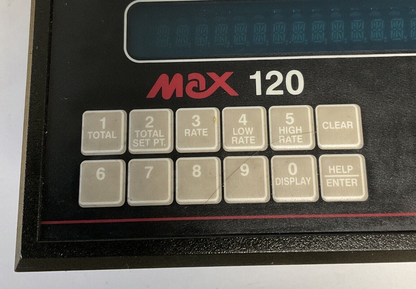 MAX 120
1 2 3 4 5 CLEAR
TOTAL TOTAL RATE LOW HIGH
SET PT. RATE RATE
6 7 8 9 0 HELP
DISPLAY ENTER